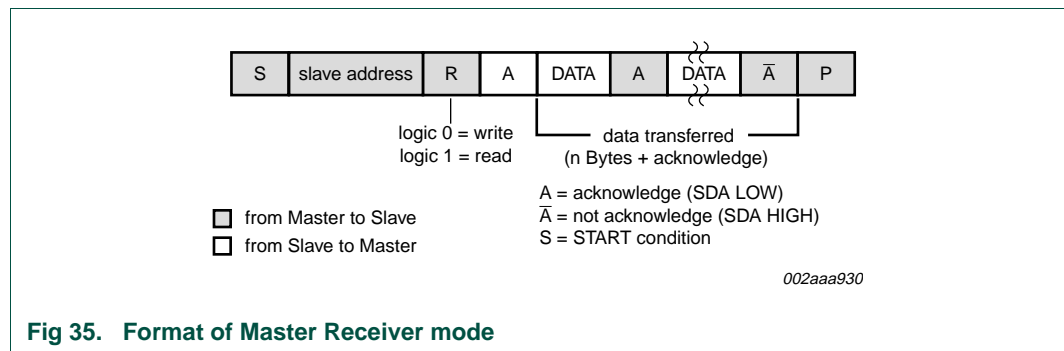 S slave address R A DATA A DATA A̅ P
logic 0 = write
logic 1 = read
data transferred
(n Bytes + acknowledge)
A = acknowledge (SDA LOW)
A̅ = not acknowledge (SDA HIGH)
S = START condition
from Master to Slave
from Slave to Master
002aaa930
Fig 35. Format of Master Receiver mode